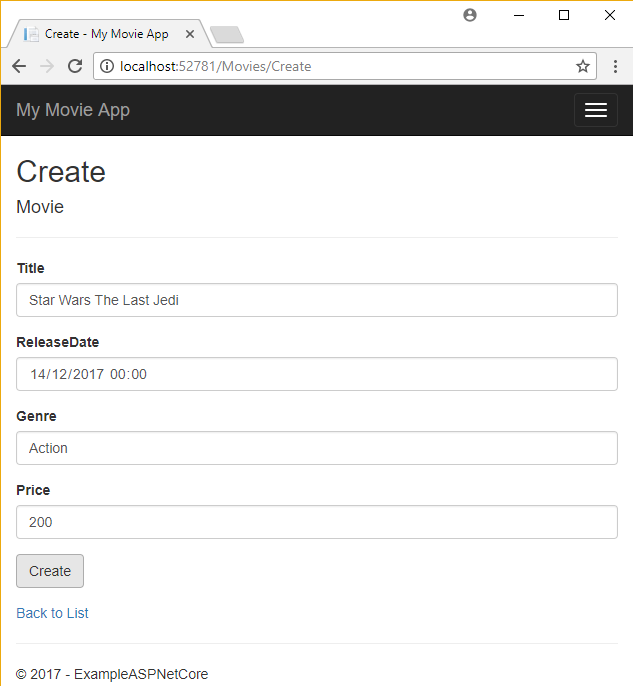 Create - My Movie App
localhost:52781/Movies/Create
My Movie App
Create
Movie
Title
Star Wars The Last Jedi
ReleaseDate
14/12/2017 00:00
Genre
Action
Price
200
Create
Back to List
© 2017 - ExampleASPNetCore